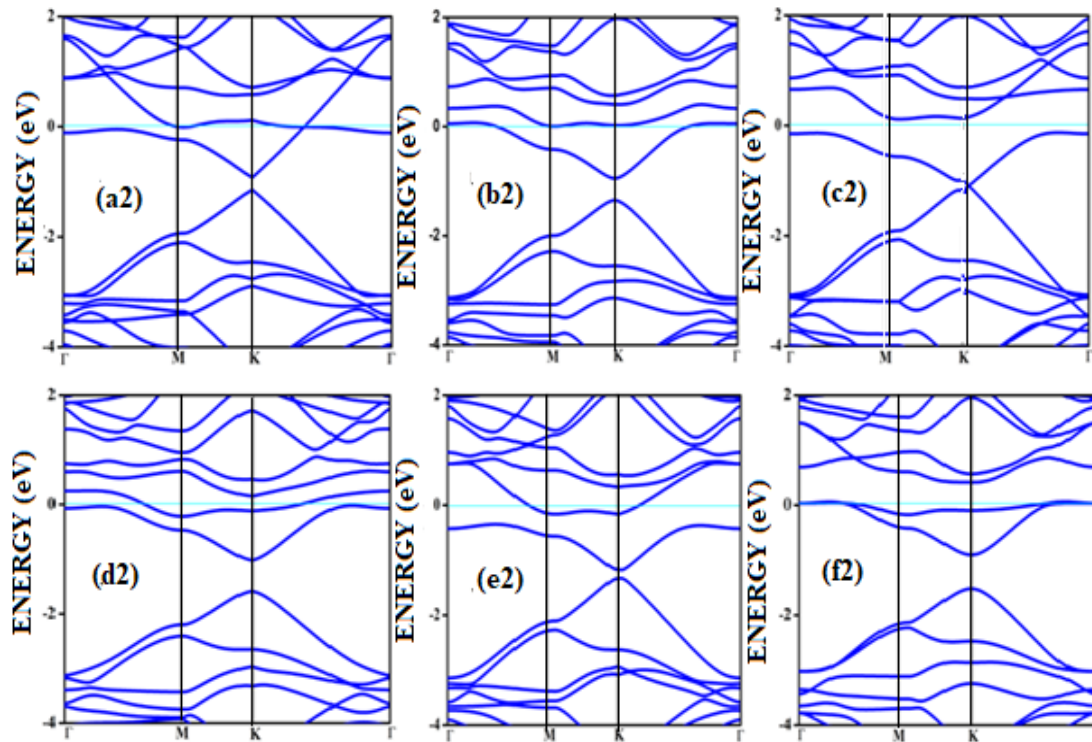 ENERGY (eV)
2
0
-2
-4
Γ
M
K
Γ
(a2)
ENERGY (eV)
2
0
-2
-4
Γ
M
K
Γ
(b2)
ENERGY (eV)
2
0
-2
-4
Γ
M
K
Γ
(c2)
ENERGY (eV)
2
0
-2
-4
Γ
M
K
Γ
(d2)
ENERGY (eV)
2
0
-2
-4
Γ
M
K
Γ
(e2)
ENERGY (eV)
2
0
-2
-4
Γ
M
K
Γ
(f2)